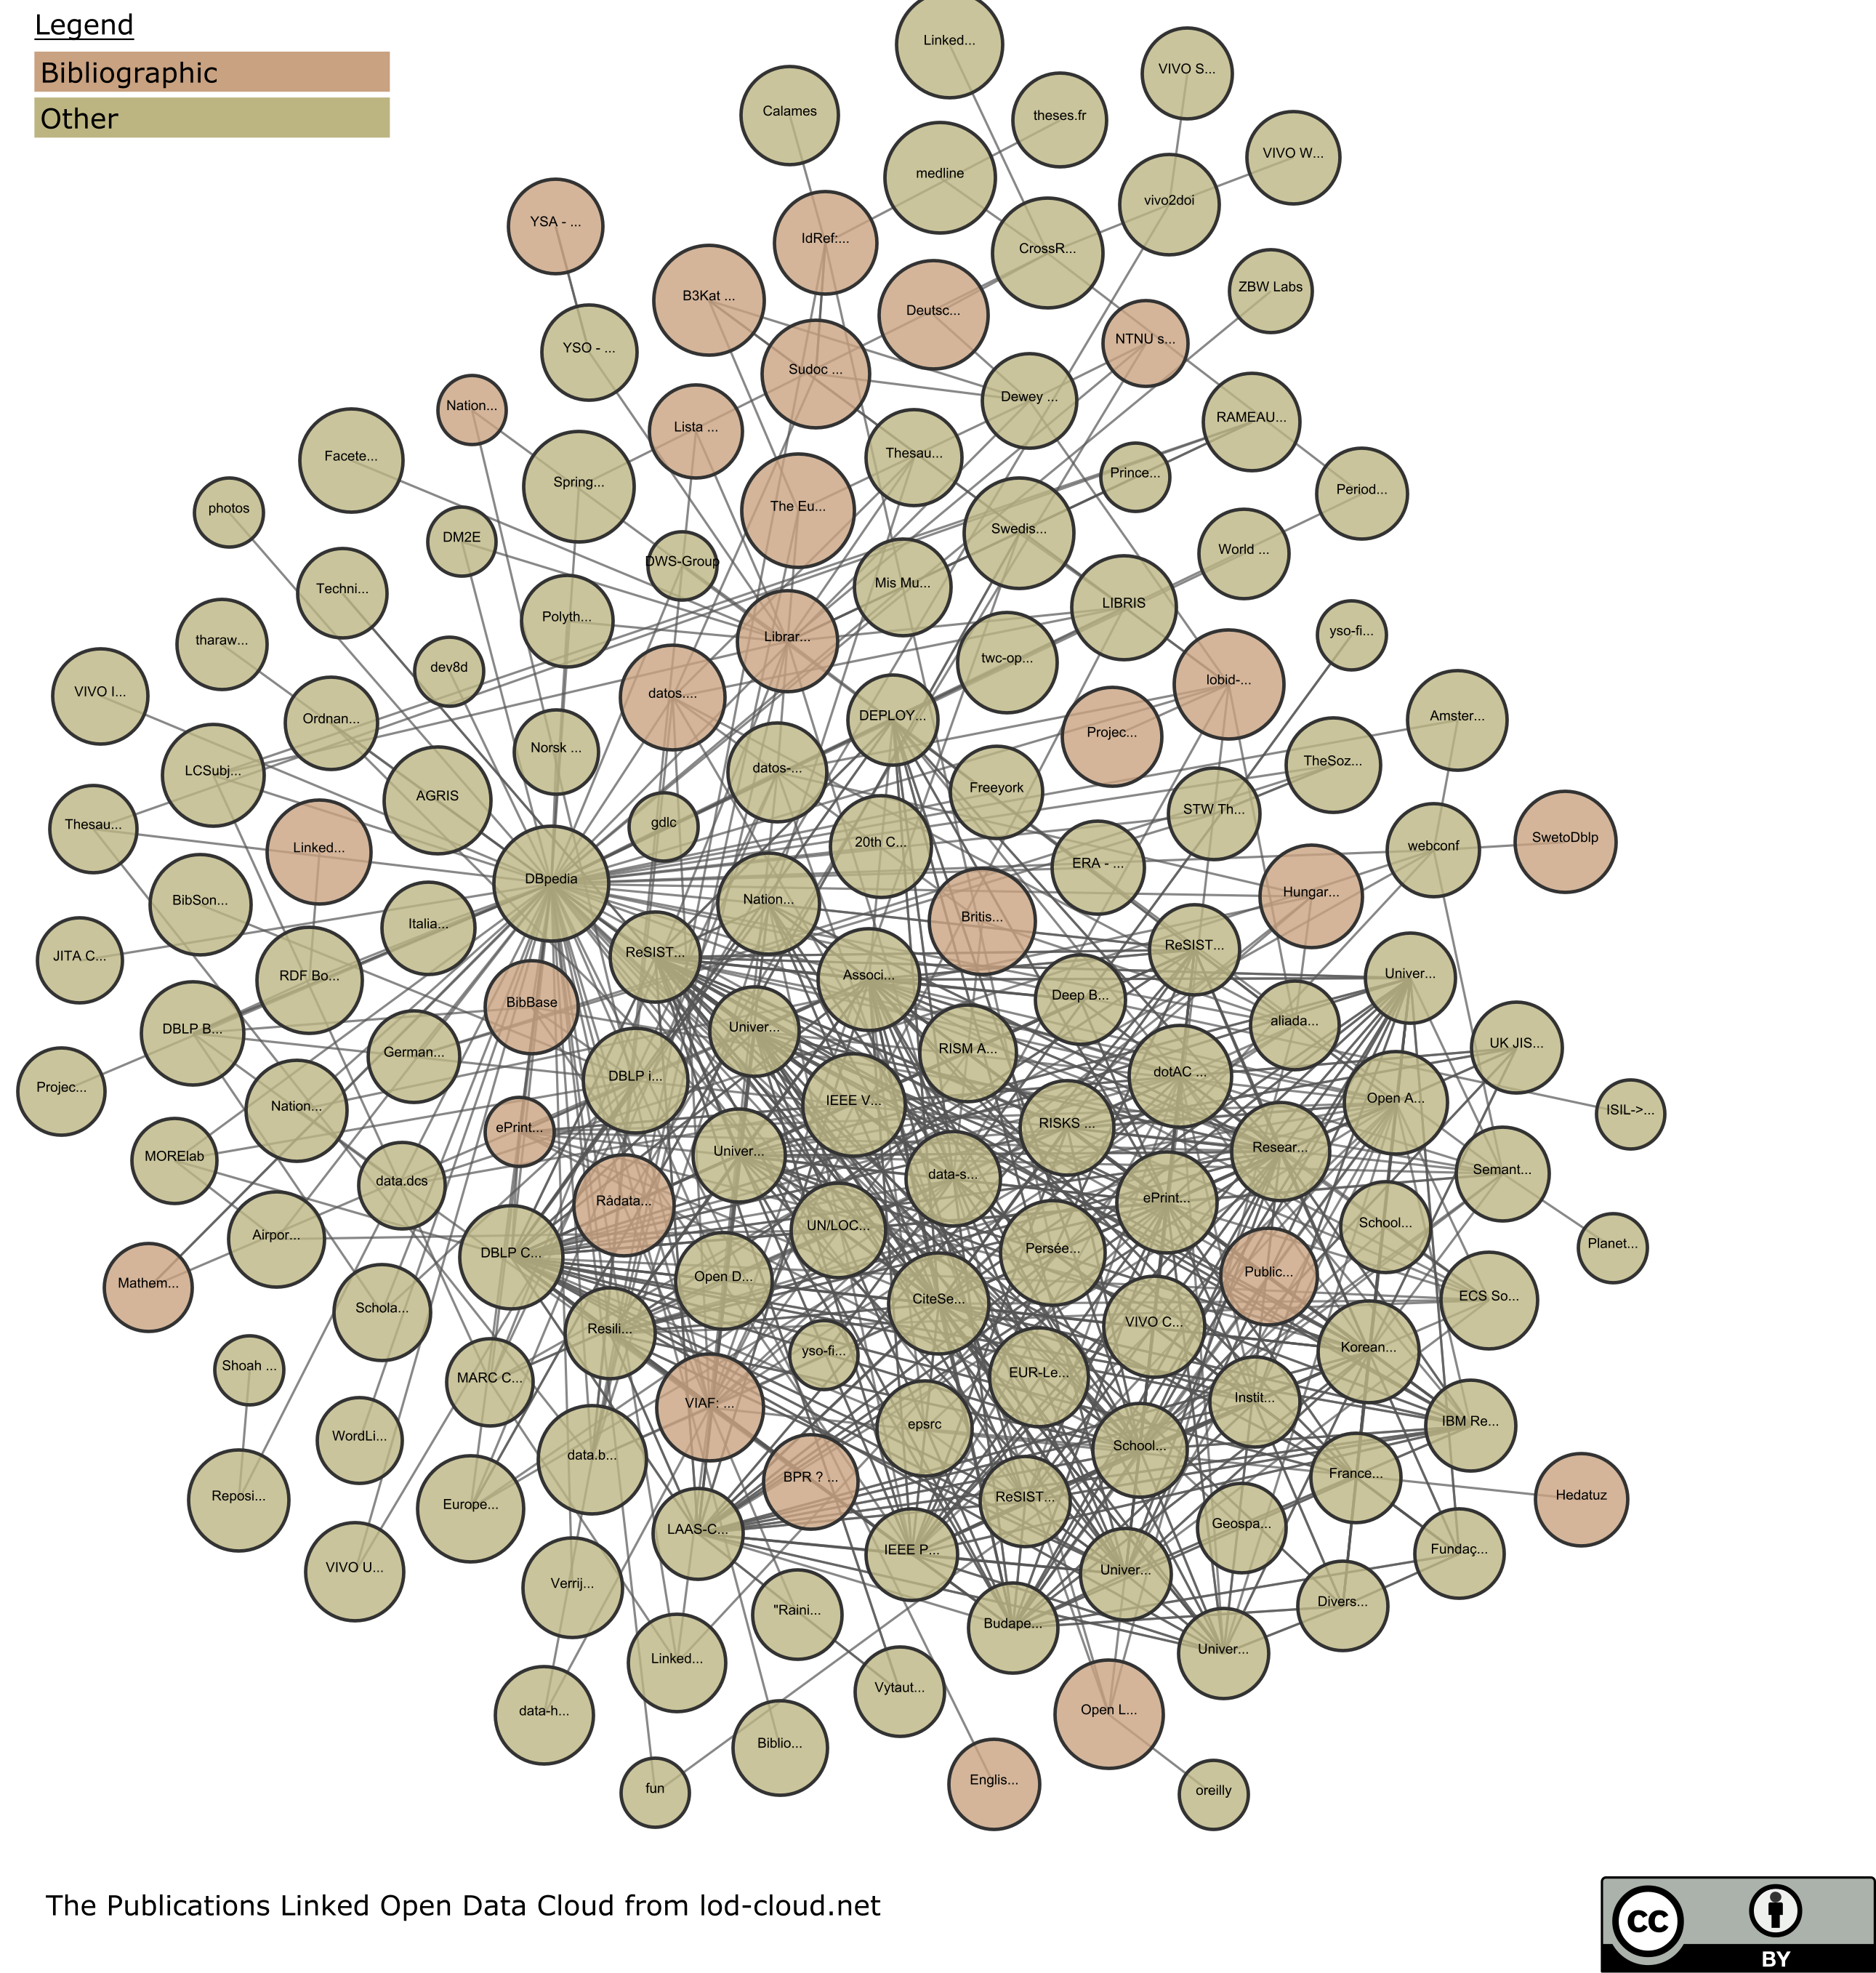 Legend
Bibliographic
Other
Linked...
VIVO S...
Calames
theses.fr
VIVO W...
medline
vivo2doi
YSA - ...
IdRef:...
CrossR...
ZBW Labs
B3Kat ...
Deutsc...
NTNU s...
YSO - ...
Sudoc ...
Dewey ...
Nation...
RAMEAU...
Lista ...
Facete...
Thesau...
Prince...
Spring...
Period...
photos
The Eu...
Swedis...
DM2E
World ...
DWS-Group
Techni...
Mis Mu...
LIBRIS
Polyth...
yso-fi...
tharaw...
Librar...
twc-op...
dev8d
lobid-...
VIVO I...
datos....
Ordnan...
DEPLOY...
Amster...
Projec...
Norsk ...
LCSubj...
datos-...
TheSoz...
Freeyork
AGRIS
STW Th...
Thesau...
gdlc
20th C...
SwetoDblp
Linked...
webconf
ERA - ...
DBpedia
Hungar...
BibSon...
Nation...
Britis...
Italia...
ReSIST...
ReSIST...
JITA C...
RDF Bo...
Associ...
Univer...
Deep B...
BibBase
DBLP B...
Univer...
aliada...
UK JIS...
German...
RISM A...
dotAC ...
DBLP i...
Projec...
Nation...
IEEE V...
Open A...
ISIL->...
ePrint...
RISKS ...
MORElab
Univer...
Resear...
data.dcs
data-s...
Semant...
Rådata...
ePrint...
Airpor...
UN/LOC...
School...
DBLP C...
Persée...
Planet...
Mathem...
Open D...
Public...
Schola...
CiteSe...
ECS So...
Resili...
VIVO C...
Shoah ...
yso-fi...
Korean...
MARC C...
EUR-Le...
VIAF: ...
Instit...
WordLi...
epsrc
IBM Re...
data.b...
School...
BPR ? ...
France...
Reposi...
Europe...
ReSIST...
Hedatuz
LAAS-C...
Geospa...
IEEE P...
Fundaç...
VIVO U...
Verrij...
Univer...
"Raini...
Divers...
Budape...
Linked...
Univer...
Vytaut...
data-h...
Open L...
Biblio...
fun
Englis...
oreilly
The Publications Linked Open Data Cloud from lod-cloud.net
cc
BY